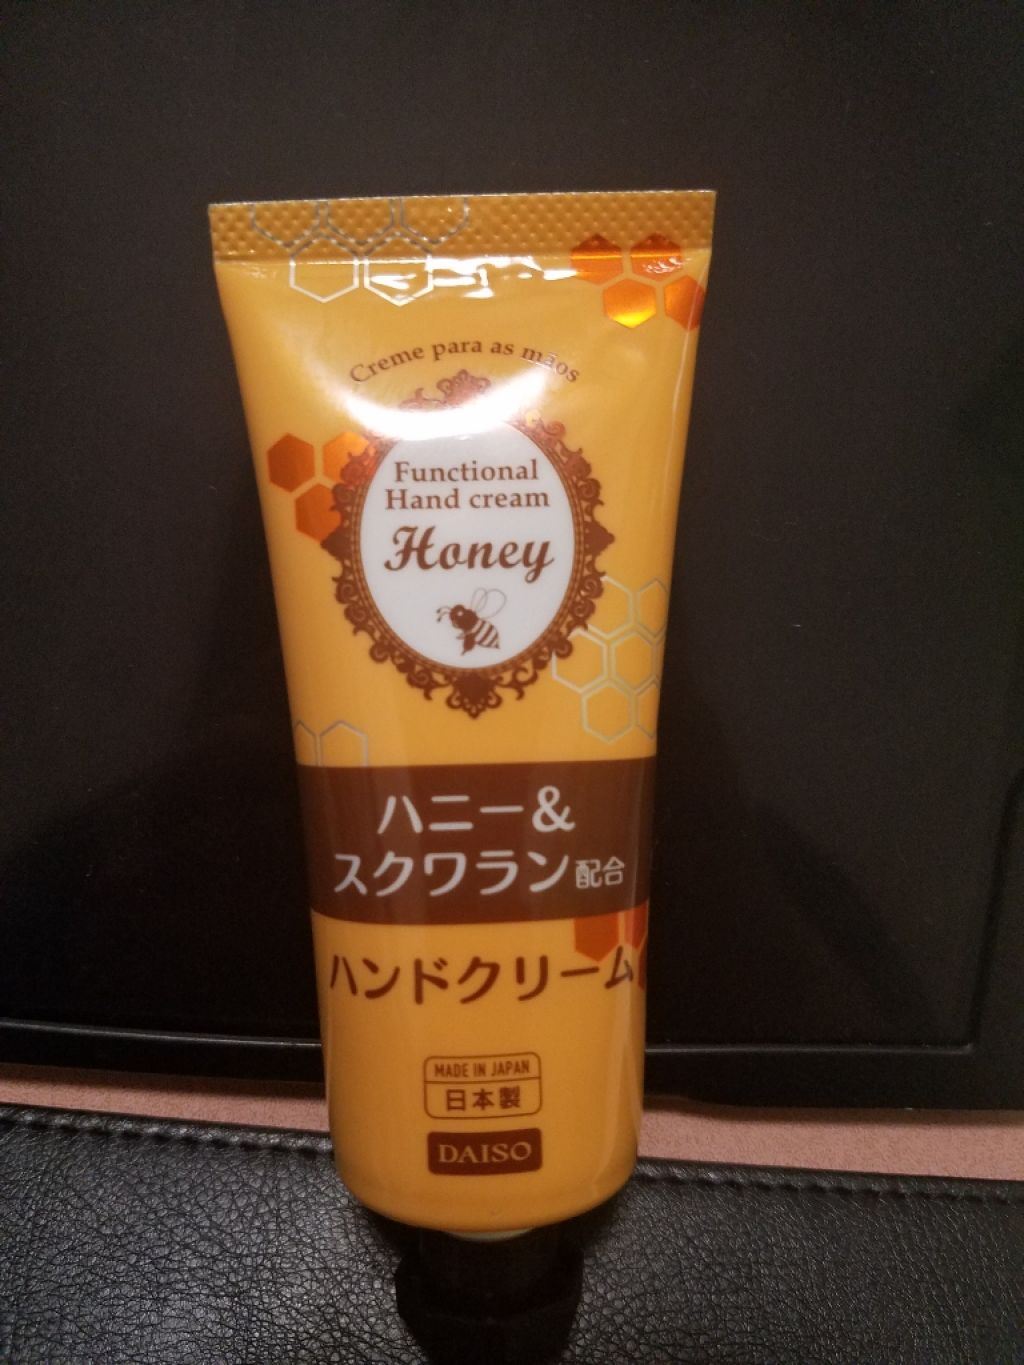 Creme para as mãos
Functional
Hand cream
Honey
ハニー&
スクワラン配合
ハンドクリーム
MADE IN JAPAN
日本製
DAISO